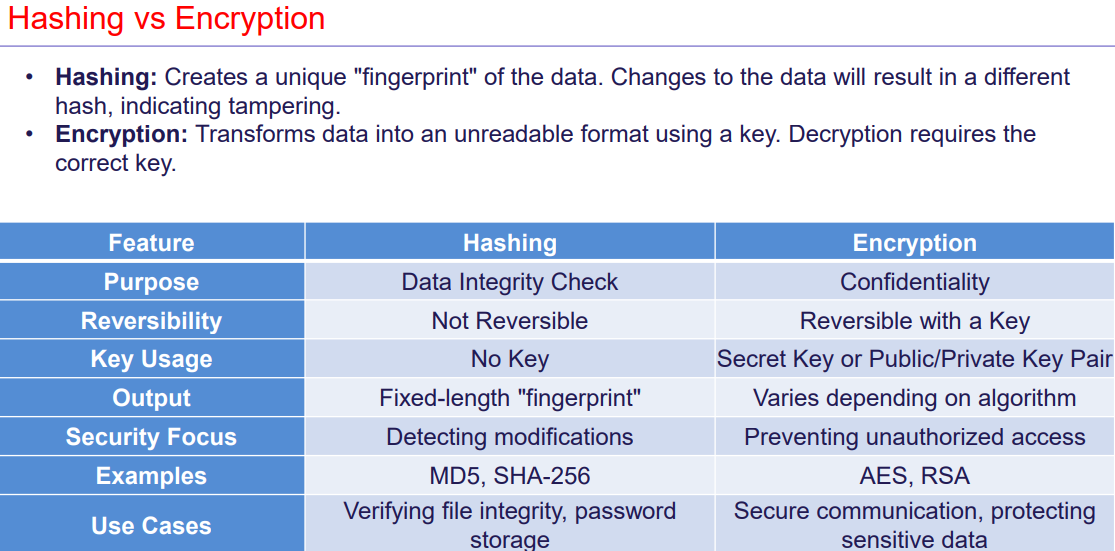 Hashing vs Encryption
• Hashing: Creates a unique "fingerprint" of the data. Changes to the data will result in a different
hash, indicating tampering.
• Encryption: Transforms data into an unreadable format using a key. Decryption requires the
correct key.
Feature Hashing Encryption
Purpose Data Integrity Check Confidentiality
Reversibility Not Reversible Reversible with a Key
Key Usage No Key Secret Key or Public/Private Key Pair
Output Fixed-length "fingerprint" Varies depending on algorithm
Security Focus Detecting modifications Preventing unauthorized access
Examples MD5, SHA-256 AES, RSA
Use Cases
Verifying file integrity, password
storage
Secure communication, protecting
sensitive data